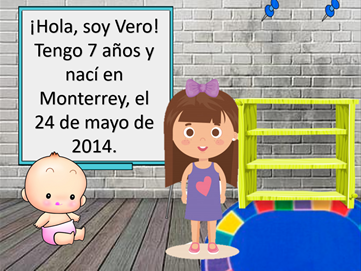 ¡Hola, soy Vero!
Tengo 7 años y
nací en
Monterrey, el
24 de mayo de
2014.